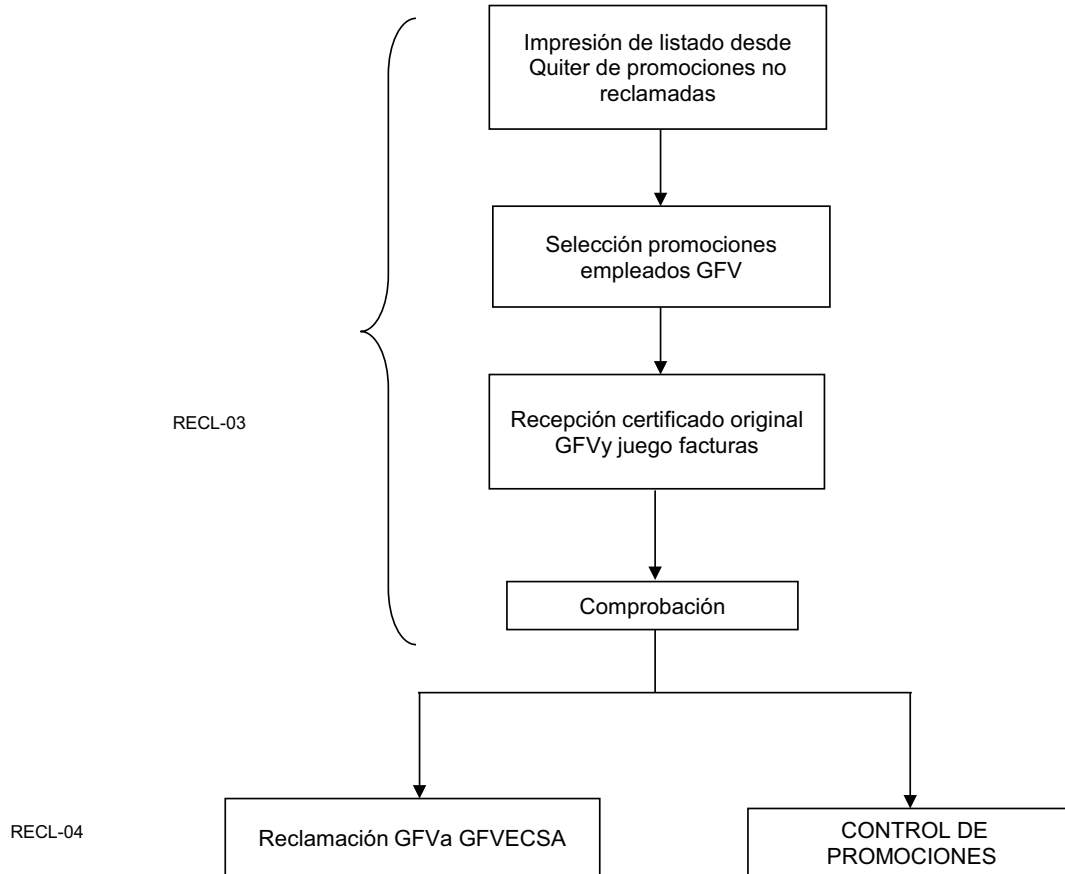 Impresión de listado desde
Quiter de promociones no
reclamadas
Selección promociones
empleados GFV
Recepción certificado original
GFVy juego facturas
RECL-03
Comprobación
RECL-04
Reclamación GFVa GFVECSA
CONTROL DE
PROMOCIONES